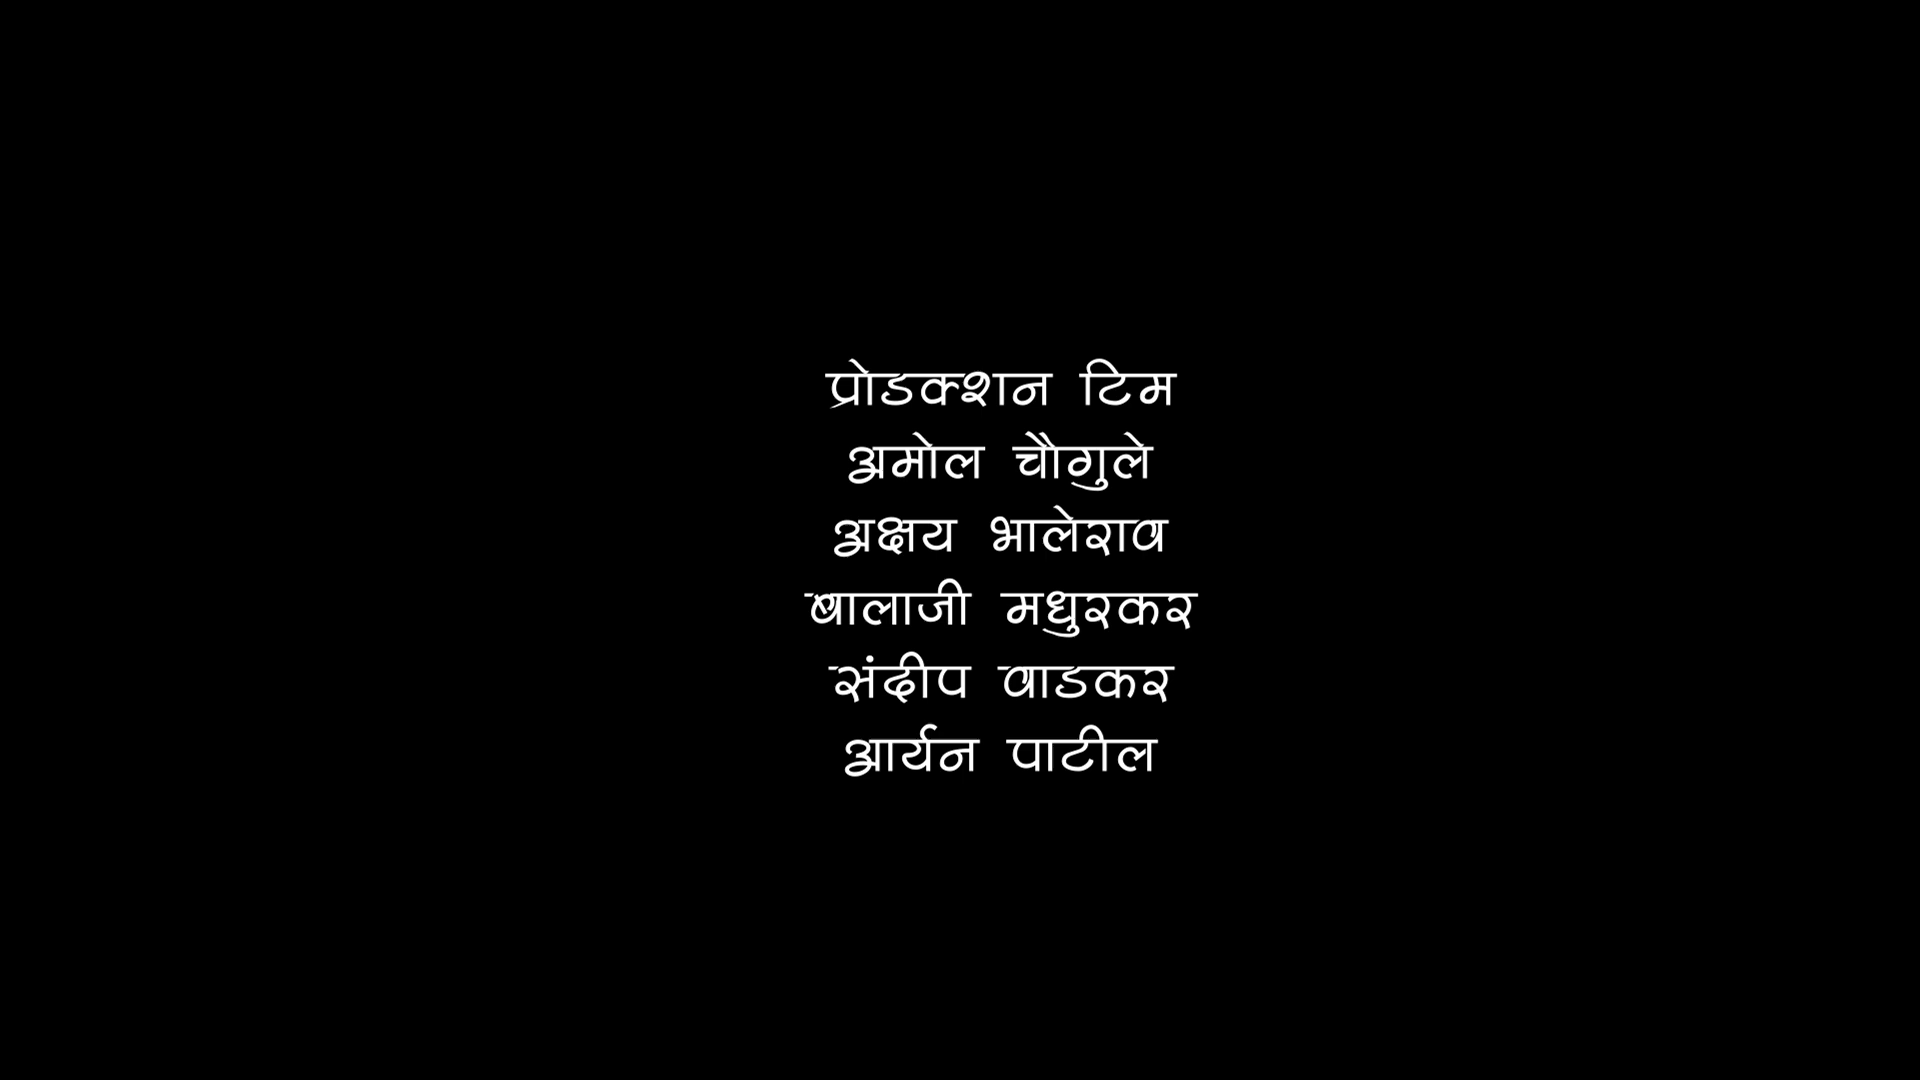 प्रोडक्शन टिम
अमोल चौगुले
अक्षय भालेराव
बालाजी मधुरकर
संदीप वाडकर
आर्यन पाटील